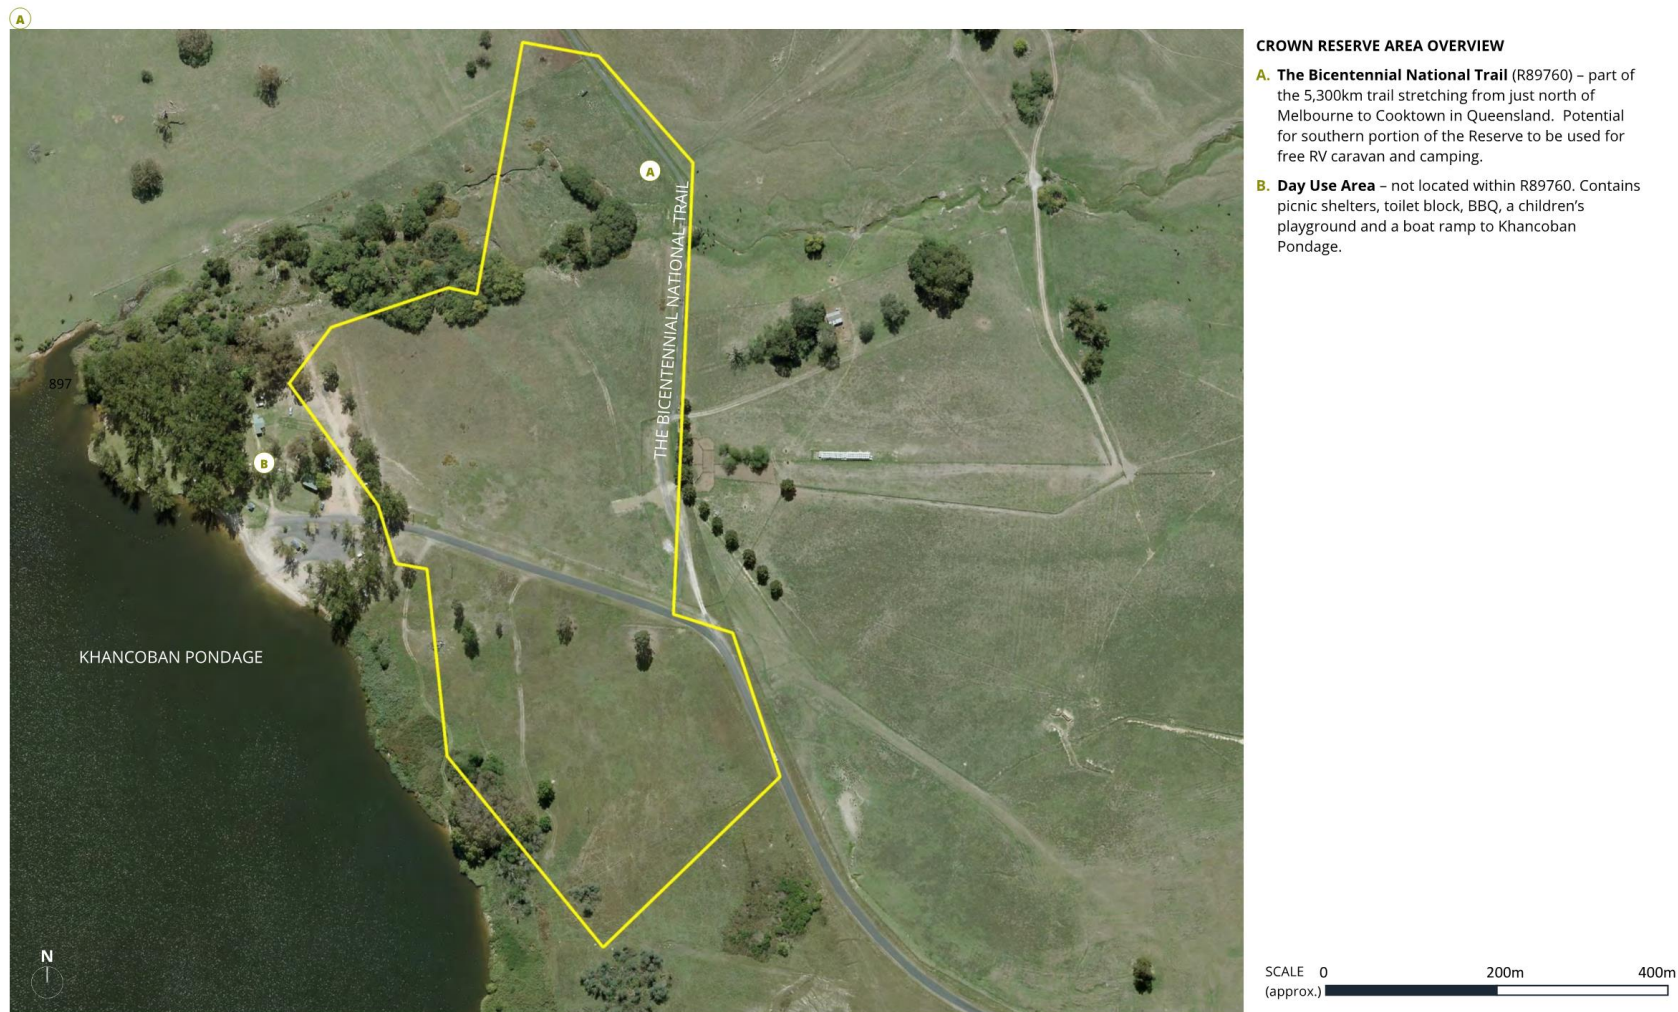 A
CROWN RESERVE AREA OVERVIEW
A. The Bicentennial National Trail (R89760) – part of
the 5,300km trail stretching from just north of
Melbourne to Cooktown in Queensland. Potential
for southern portion of the Reserve to be used for
free RV caravan and camping.
B. Day Use Area – not located within R89760. Contains
picnic shelters, toilet block, BBQ, a children’s
playground and a boat ramp to Khancoban
Pondage.
A
THE BICENTENNIAL NATIONAL TRAIL
897
B
KHANCOBAN PONDAGE
N
SCALE 0 200m 400m
(approx.)